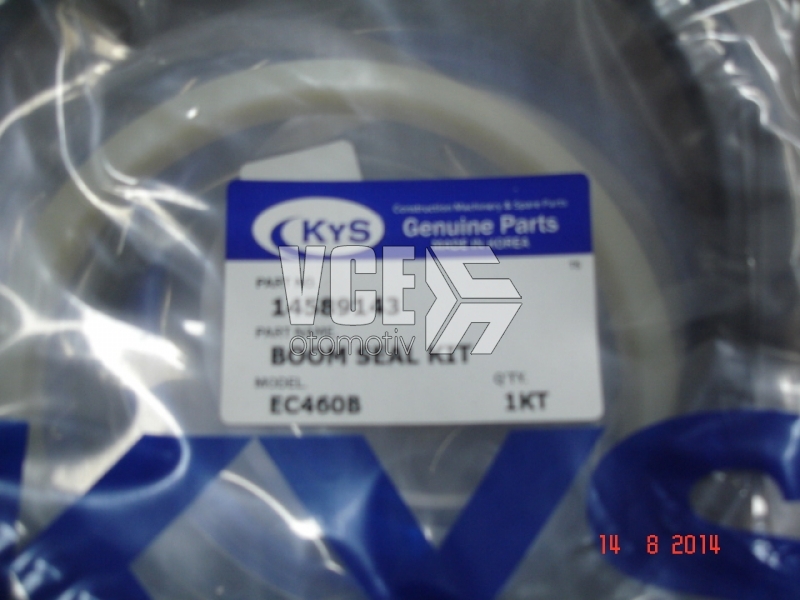 KYS
Construction Machinery & Spare Parts
Genuine Parts
MADE IN KOREA
PART NO.
14589143
PART NAME
BOOM SEAL KIT
MODEL. Q'TY.
EC460B 1KT
VCE
otomotiv
KYS
14 8 2014